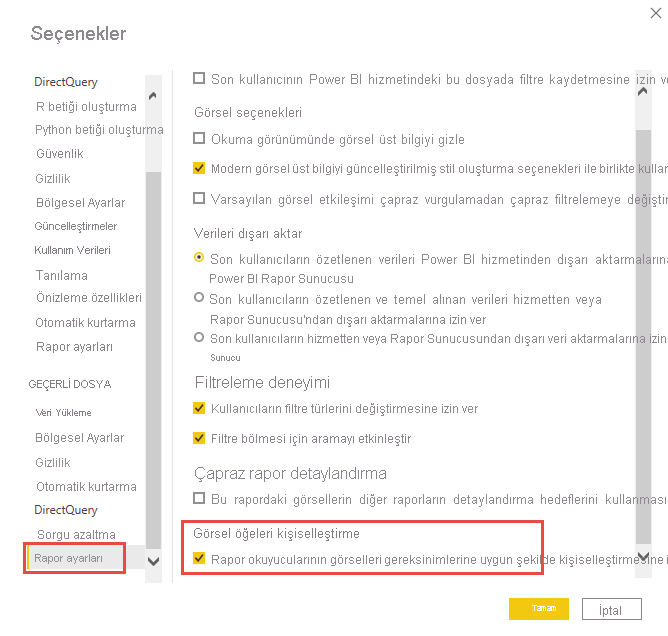 Seçenekler
DirectQuery
R betiği oluşturma
Python betiği oluşturma
Güvenlik
Gizlilik
Bölgesel Ayarlar
Güncelleştirmeler
Kullanım Verileri
Tanılama
Önizleme özellikleri
Otomatik kurtarma
Rapor ayarları
GEÇERLİ DOSYA
Veri Yükleme
Bölgesel Ayarlar
Gizlilik
Otomatik kurtarma
DirectQuery
Sorgu azaltma
Rapor ayarları
Son kullanıcının Power BI hizmetindeki bu dosyada filtre kaydetmesine izin
Görsel seçenekleri
Okuma görünümünde görsel üst bilgiyi gizle
Modern görsel üst bilgiyi güncelleştirilmiş stil oluşturma seçenekleri ile birlikte kullan
Varsayılan görsel etkileşimi çapraz vurgulamadan çapraz filtrelemeye değiştir
Verileri dışarı aktar
Son kullanıcıların özetlenen verileri Power BI hizmetinden dışarı aktarmalarına
Power BI Rapor Sunucusu
Son kullanıcıların özetlenen ve temel alınan verileri hizmetten veya
Rapor Sunucusu'ndan dışarı aktarmalarına izin ver
Son kullanıcıların hizmetten veya Rapor Sunucusundan dışarı veri aktarmalarına izin
Sunucu
Filtreleme deneyimi
Kullanıcıların filtre türlerini değiştirmesine izin ver
Filtre bölmesi için aramayı etkinleştir
Çapraz rapor detaylandırma
Bu rapordaki görsellerin diğer raporların detaylandırma hedeflerini kullanması
Görsel öğeleri kişiselleştirme
Rapor okuyucularının görselleri gereksinimlerine uygun şekilde kişiselleştirmesine
Tamam
İptal